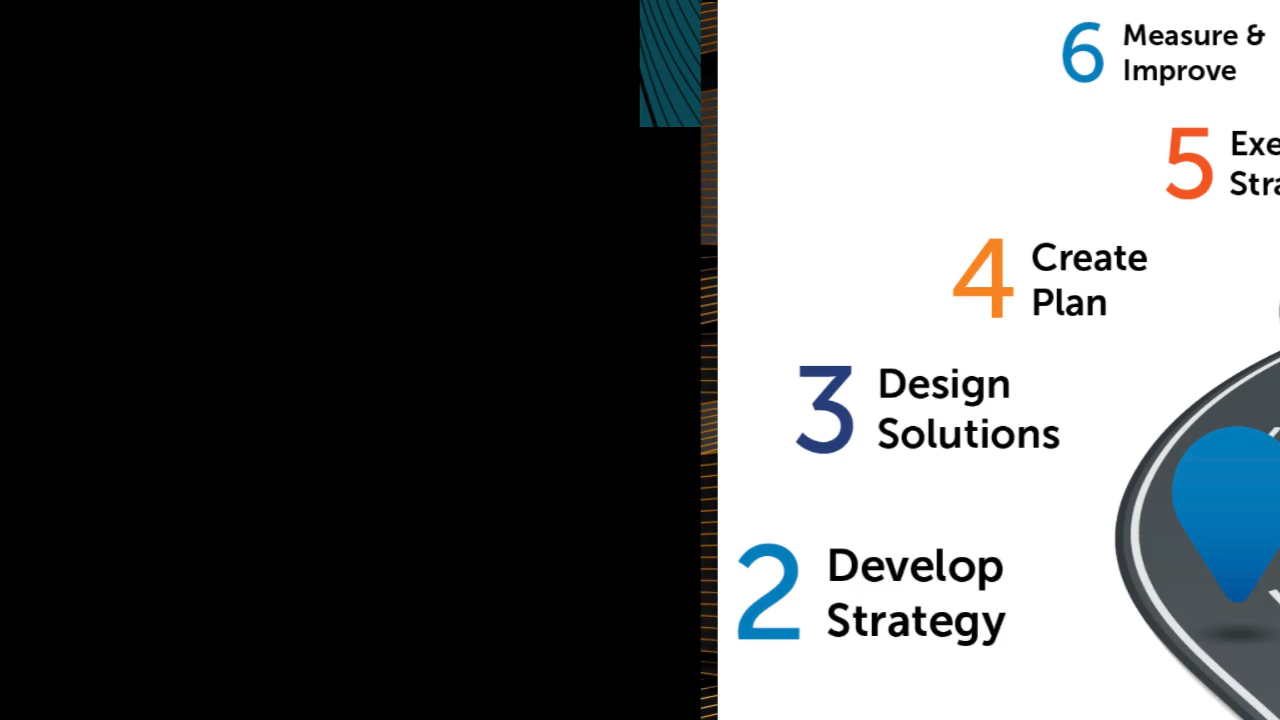 6
Measure &
Improve
5
4
Create
Plan
3
Design
Solutions
2
Develop
Strategy